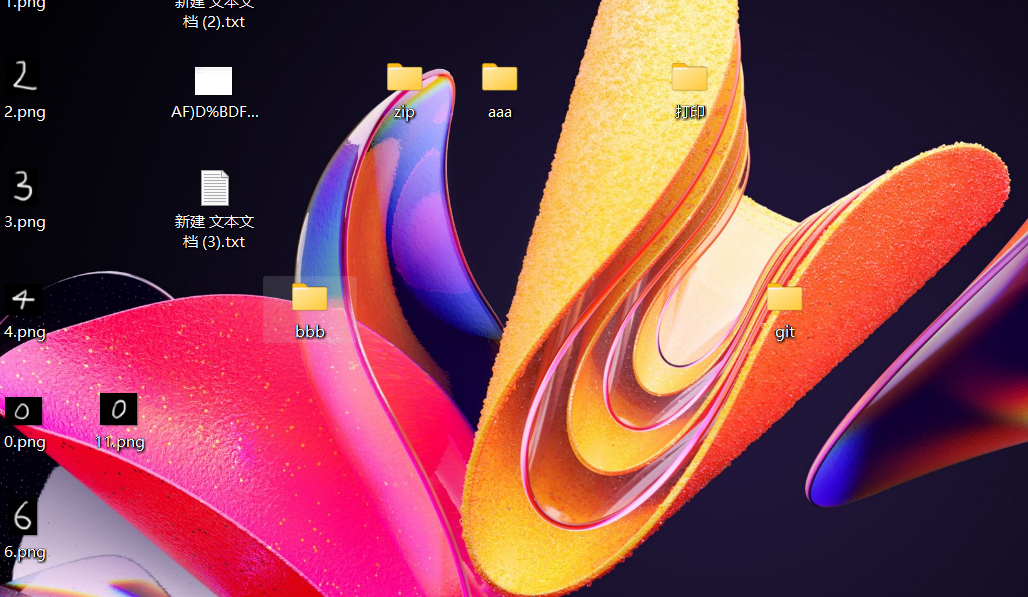 1.png
新建 文本文
档 (2).txt
2
2.png
AF)D%BDF...
zip
aaa
打印
3
3.png
新建 文本文
档 (3).txt
4
4.png
bbb
git
0
0.png
0
11.png
6
6.png